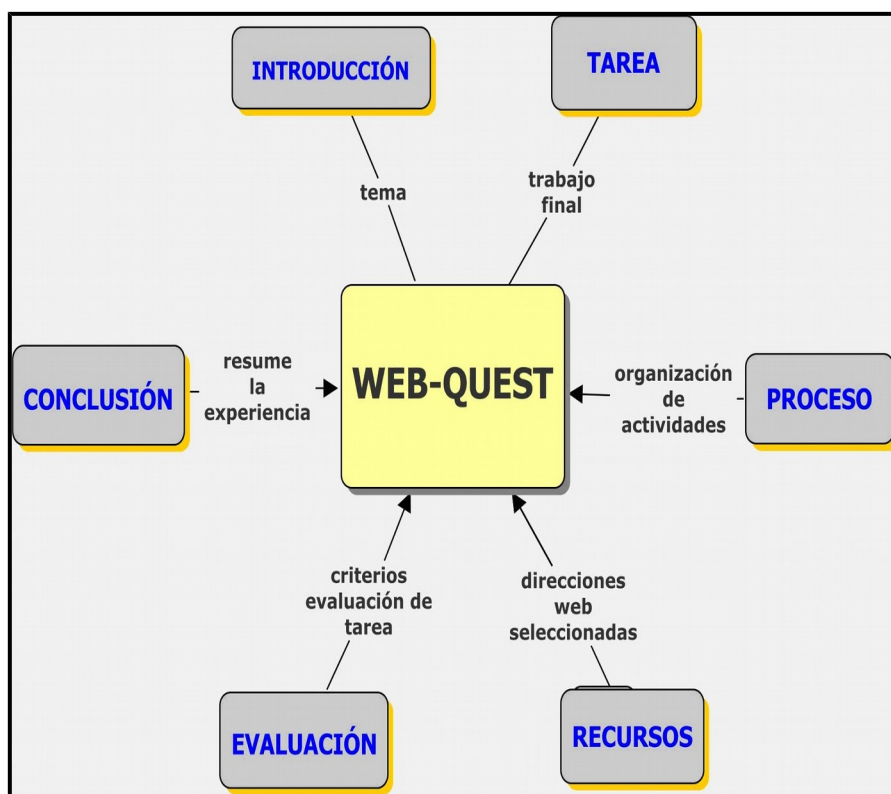 INTRODUCCIÓN
TAREA
tema
trabajo
final
WEB-QUEST
CONCLUSIÓN
resume
la
experiencia
organización
de
actividades
PROCESO
criterios
evaluación de
tarea
direcciones
web
seleccionadas
EVALUACIÓN
RECURSOS